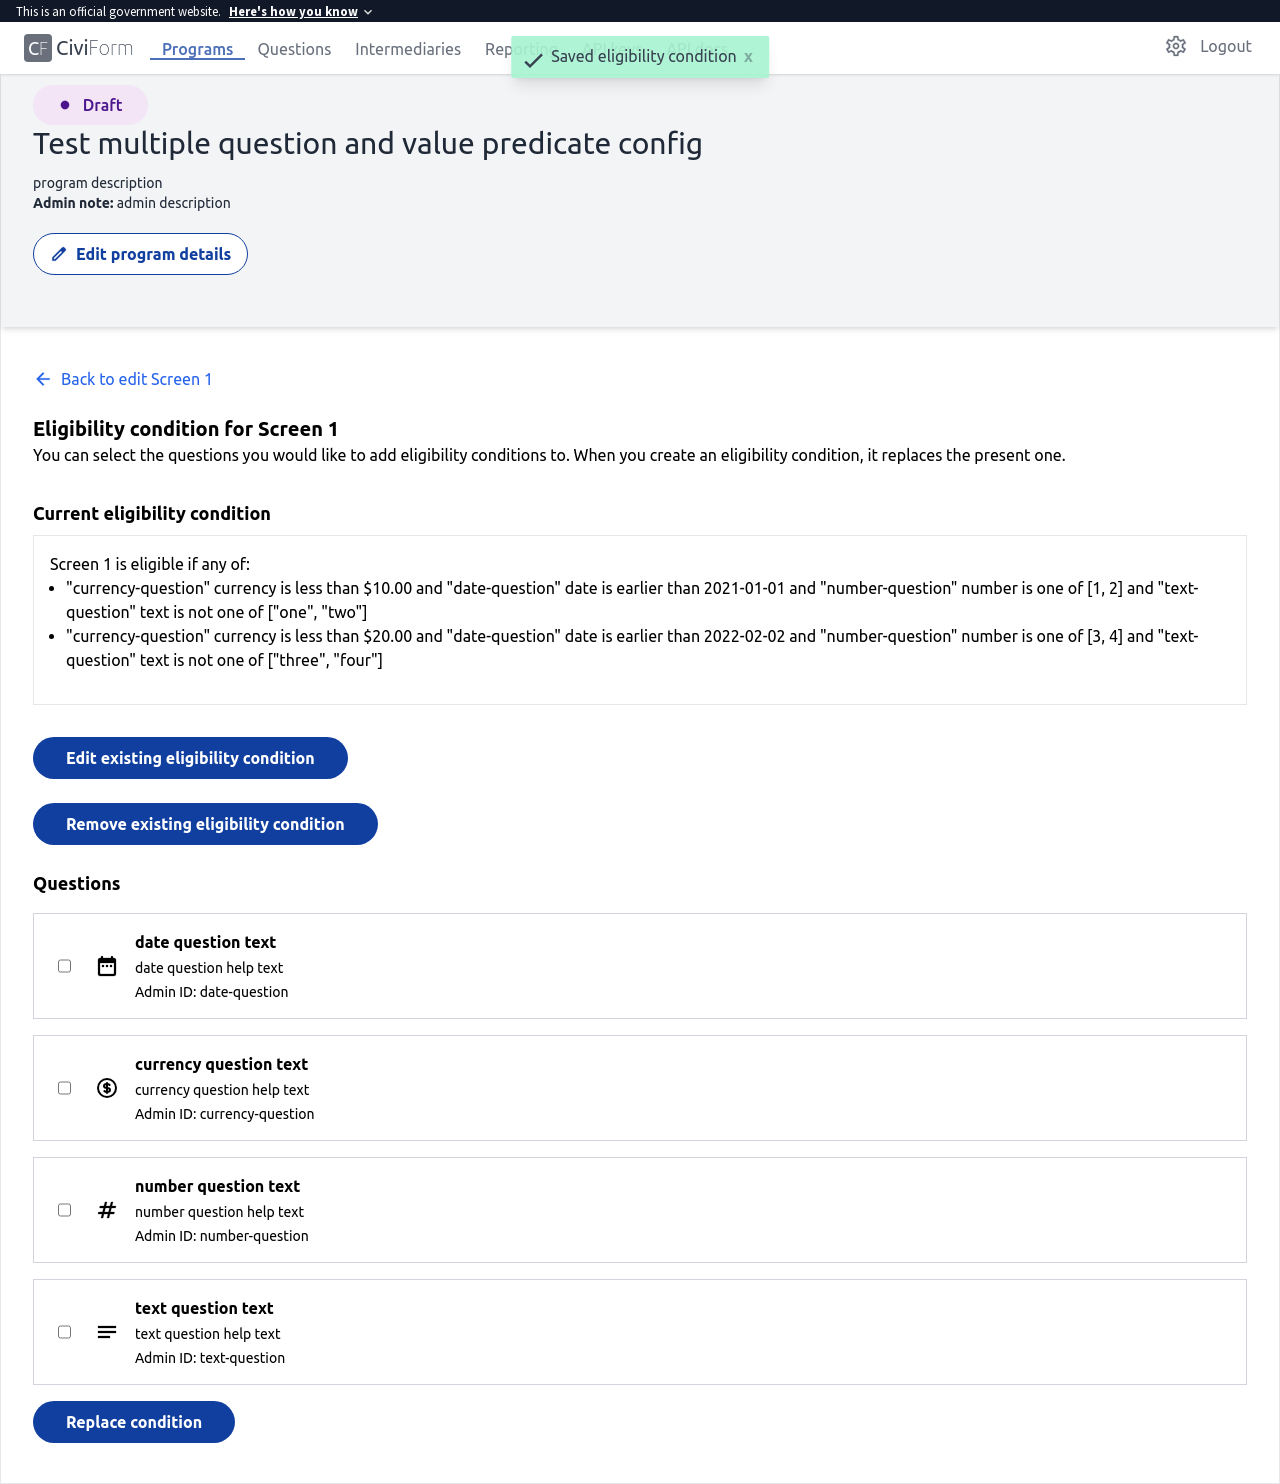 This is an official government website. Here's how you know
CF CiviForm Programs Questions Intermediaries Logout
Saved eligibility condition x
Draft
Test multiple question and value predicate config
program description
Admin note: admin description
Edit program details
Back to edit Screen 1
Eligibility condition for Screen 1
You can select the questions you would like to add eligibility conditions to. When you create an eligibility condition, it replaces the present one.
Current eligibility condition
Screen 1 is eligible if any of:
• "currency-question" currency is less than $10.00 and "date-question" date is earlier than 2021-01-01 and "number-question" number is one of [1, 2] and "text-
question" text is not one of ["one", "two"]
• "currency-question" currency is less than $20.00 and "date-question" date is earlier than 2022-02-02 and "number-question" number is one of [3, 4] and "text-
question" text is not one of ["three", "four"]
Edit existing eligibility condition
Remove existing eligibility condition
Questions
date question text
date question help text
Admin ID: date-question
currency question text
currency question help text
Admin ID: currency-question
number question text
number question help text
Admin ID: number-question
text question text
text question help text
Admin ID: text-question
Replace condition